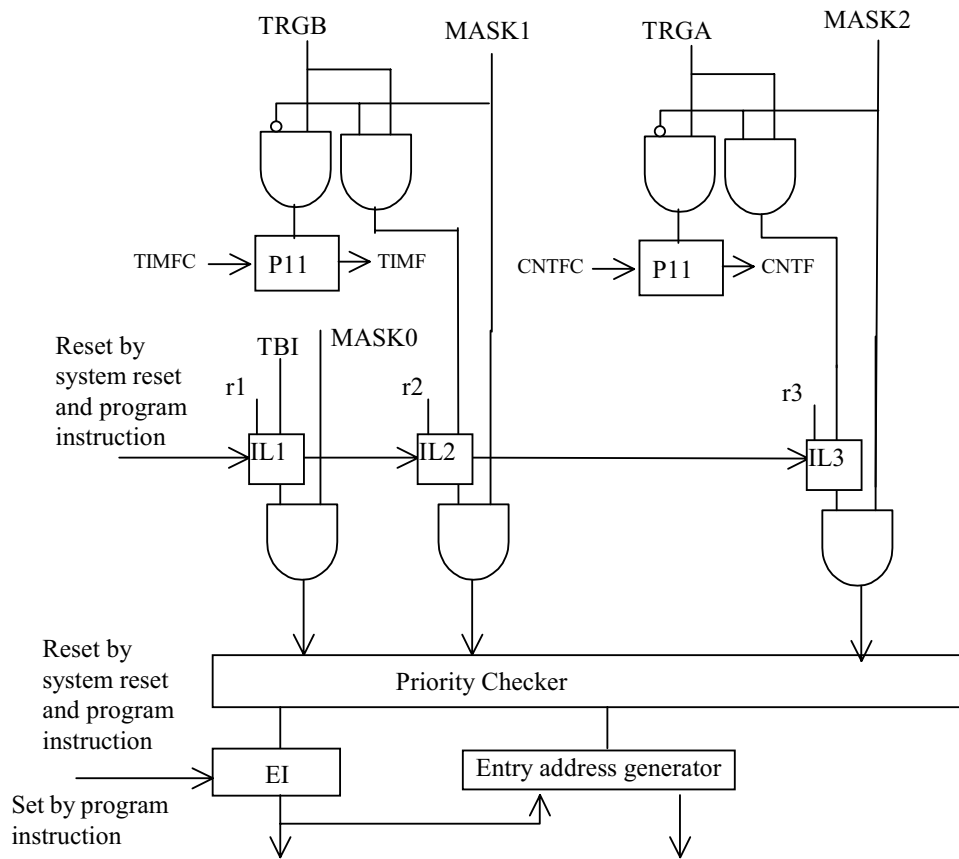 TRGB
MASK1
TRGA
MASK2
TIMFC
P11
TIMF
CNTFC
P11
CNTF
Reset by
system reset
and program
instruction
TBI
MASK0
r1
r2
r3
IL1
IL2
IL3
Reset by
system reset
and program
instruction
Priority Checker
EI
Entry address generator
Set by program
instruction